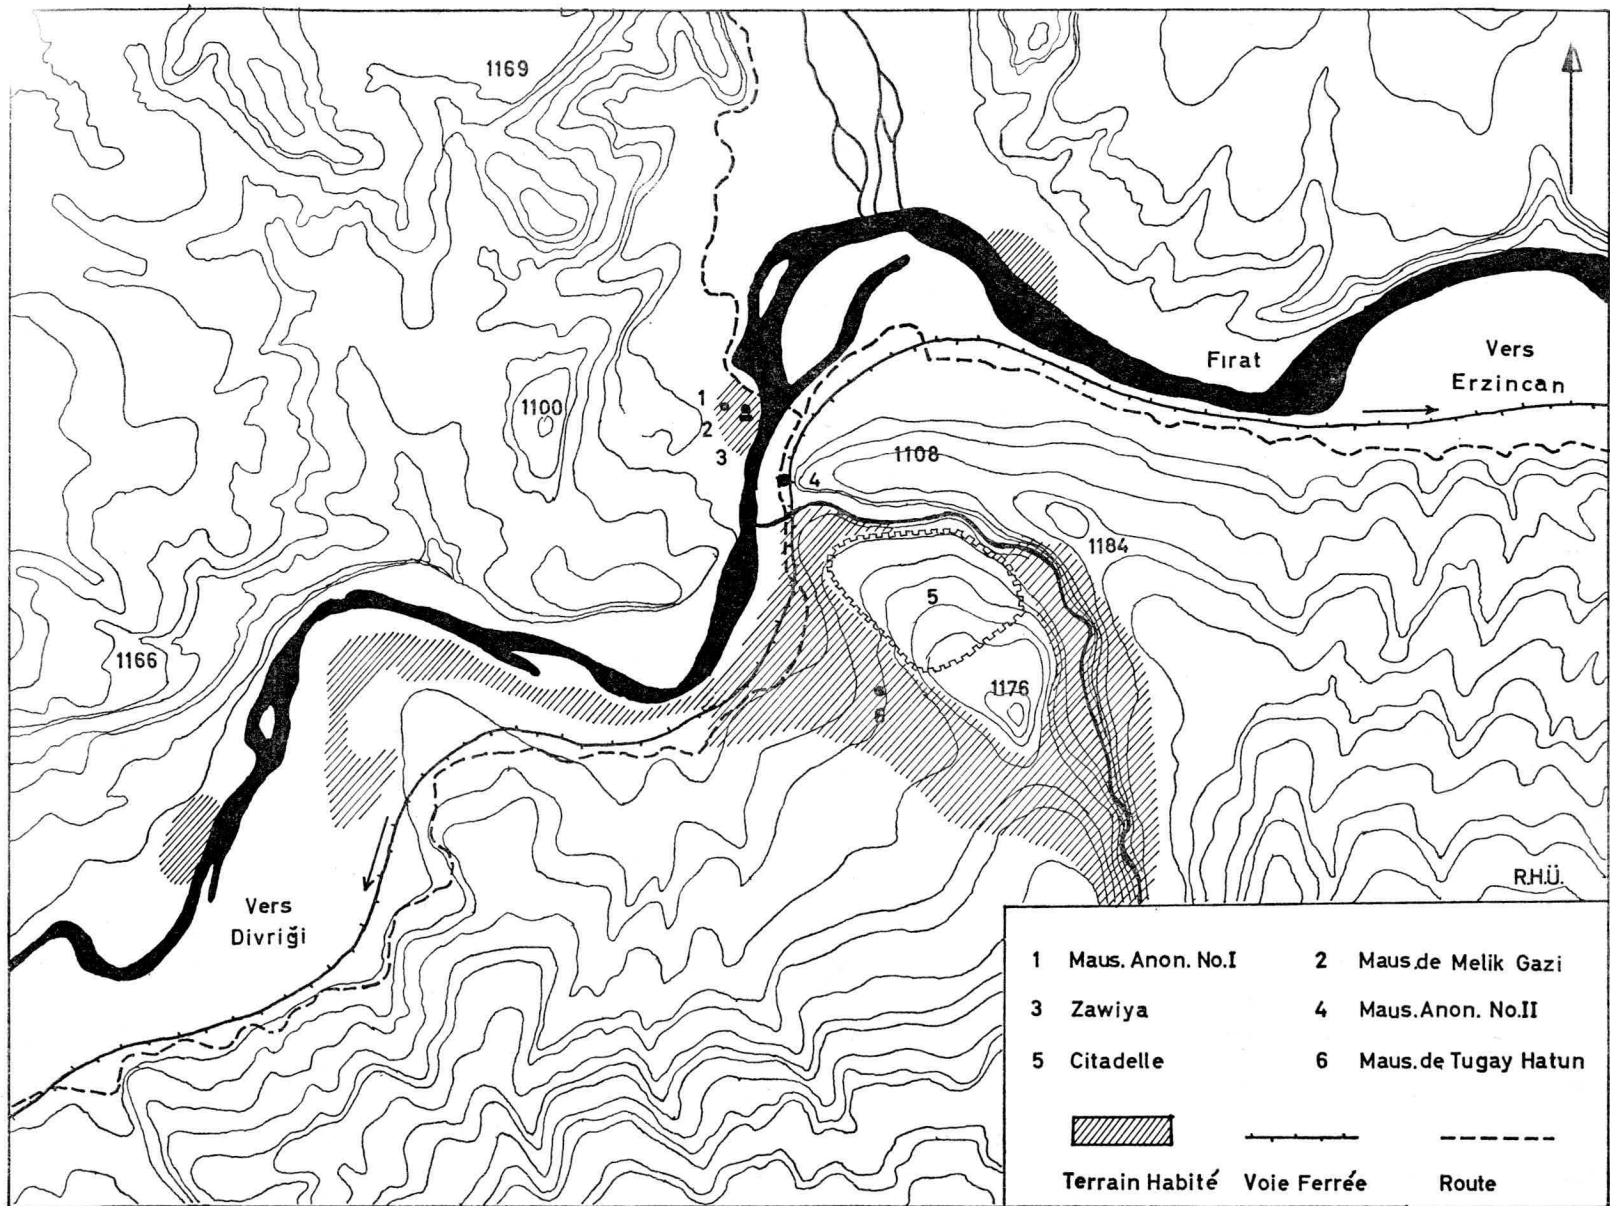 1169
Fırat
Vers
Erzincan
1
1100
2
3
1108
4
1184
5
1166
1176
6
R.H.Ü.
Vers
Divriği
1 Maus. Anon. No.I
2 Maus.de Melik Gazi
3 Zawiya
4 Maus.Anon. No.II
5 Citadelle
6 Maus.de Tugay Hatun
Terrain Habité
Voie Ferrée
Route